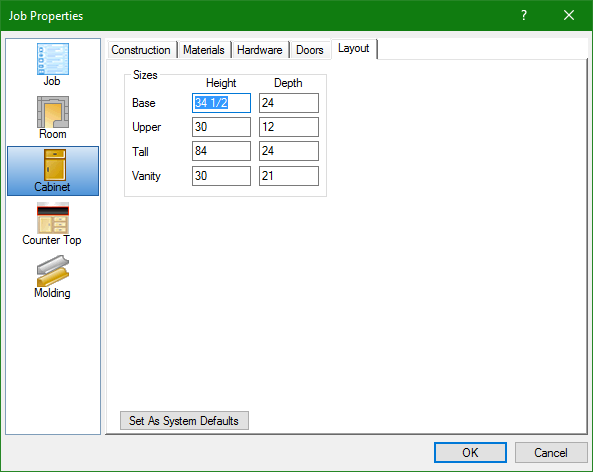 Job Properties
?
Job
Room
Cabinet
Counter Top
Molding
Construction Materials Hardware Doors Layout
Sizes
Height Depth
Base 34 1/2 24
Upper 30 12
Tall 84 24
Vanity 30 21
Set As System Defaults
OK Cancel